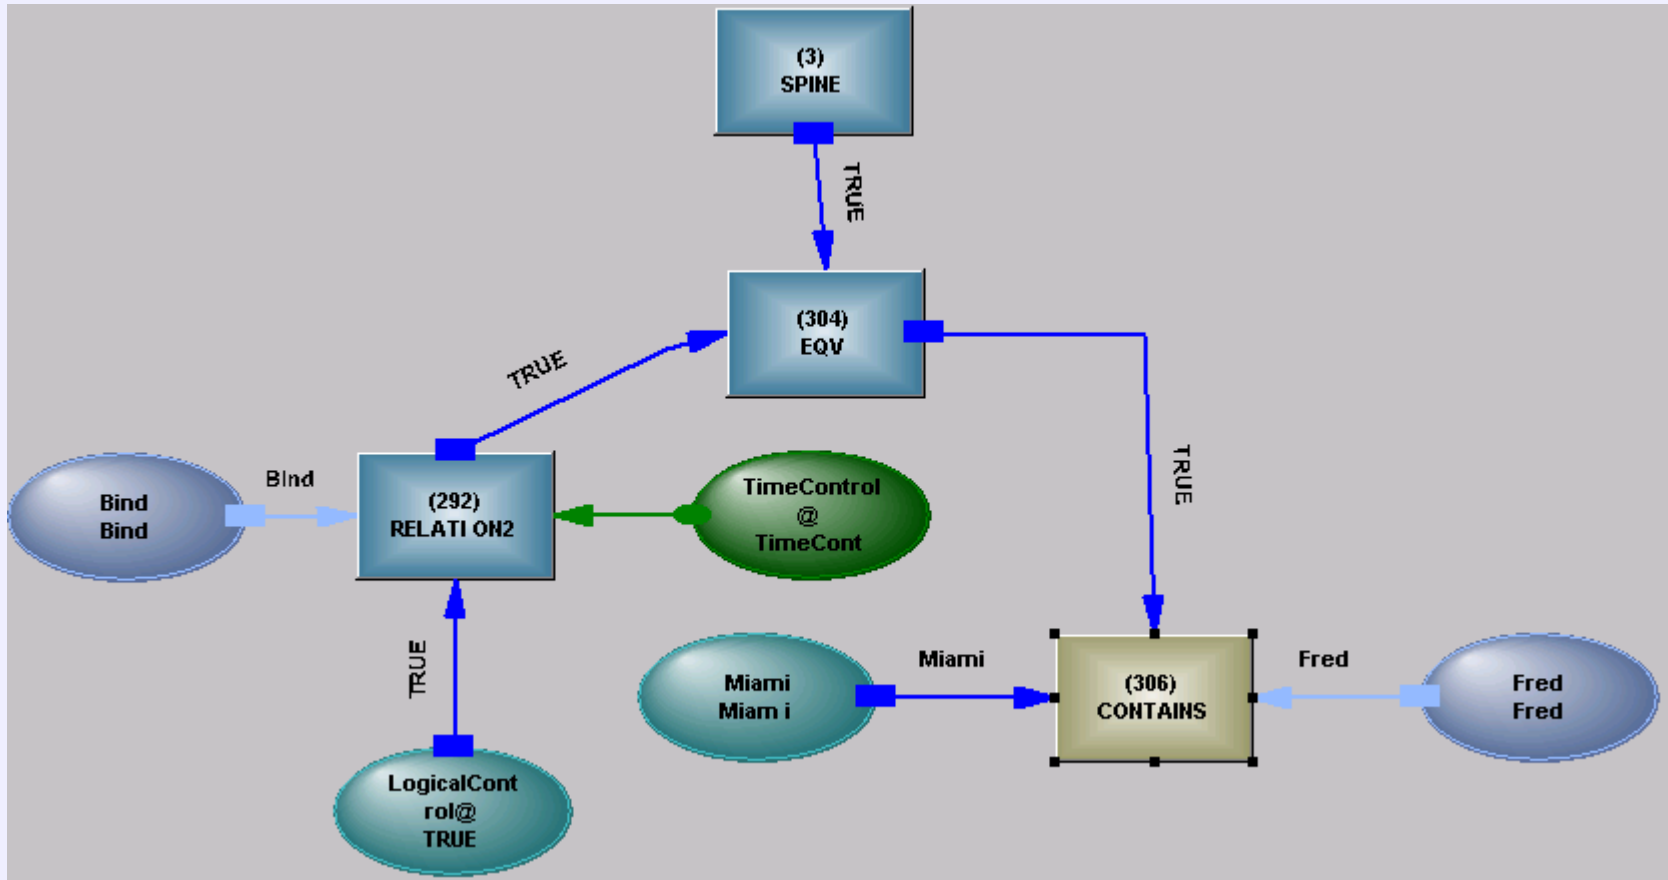 (3)
SPINE
TRUE
(304)
EQV
TRUE
TRUE
Bind
Bind
Bind
(292)
RELATI ON2
TimeControl
@
TimeCont
TRUE
LogicalCont
rol@
TRUE
Miami
Miam i
Miami
(306)
CONTAINS
Fred
Fred
Fred